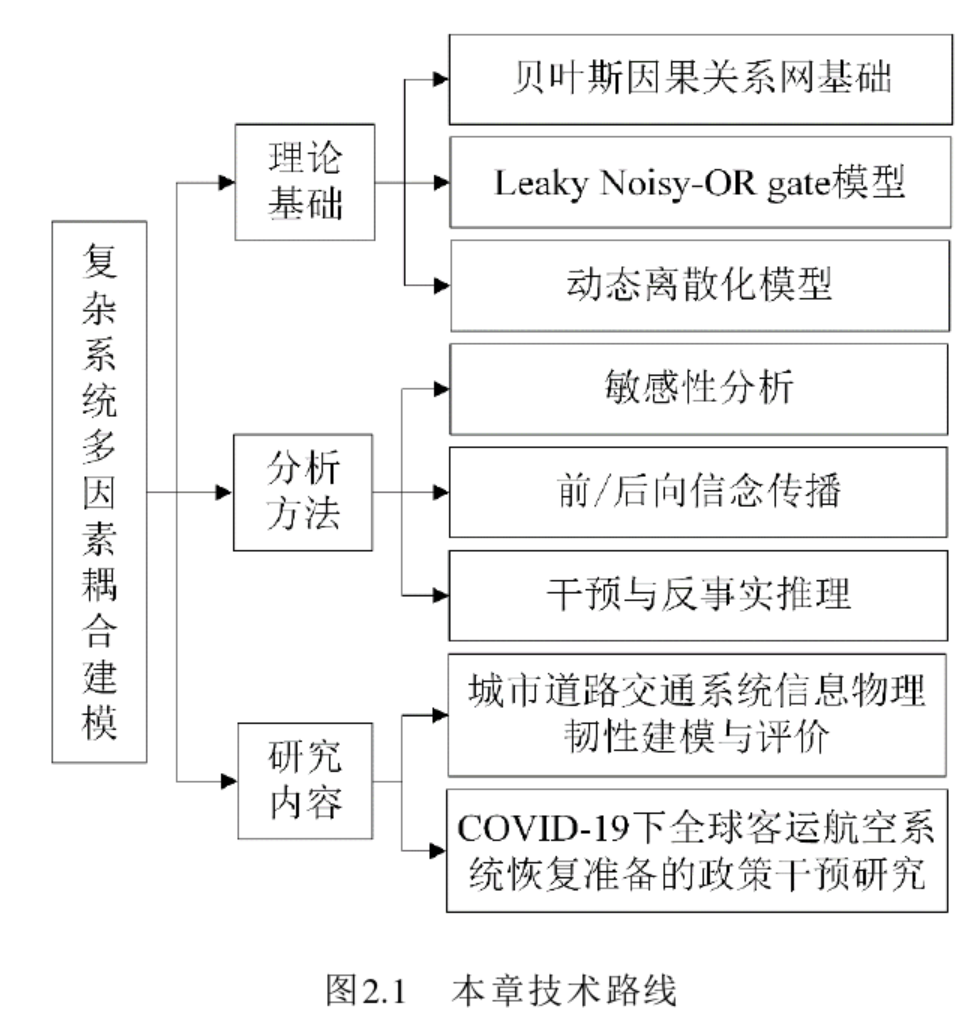 复杂系统多因素耦合建模
理论
基础
贝叶斯因果关系网基础
Leaky Noisy-OR gate模型
动态离散化模型
分析
方法
敏感性分析
前/后向信念传播
干预与反事实推理
研究
内容
城市道路交通系统信息物理
韧性建模与评价
COVID-19下全球客运航空系
统恢复准备的政策干预研究
图2.1 本章技术路线